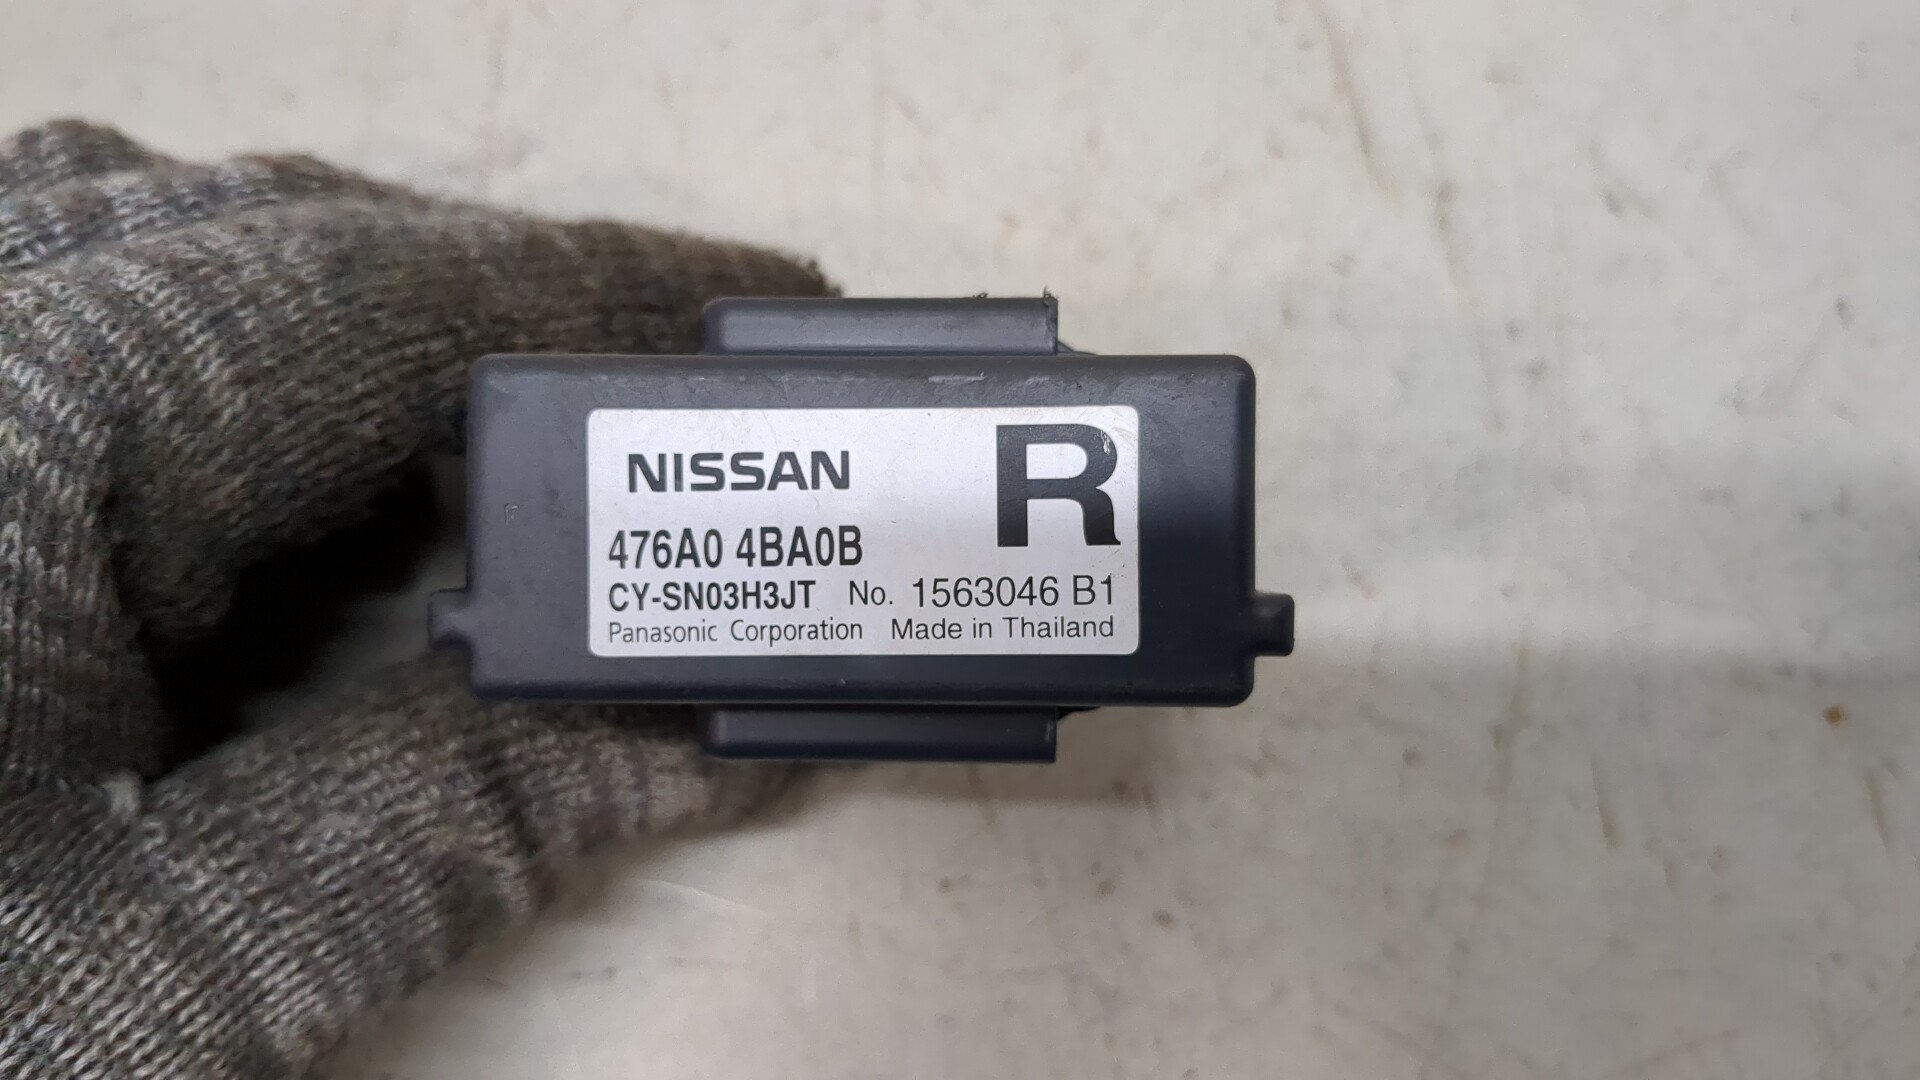 NISSAN
R
476A0 4BA0B
CY-SN03H3JT No. 1563046 B1
Panasonic Corporation Made in Thailand